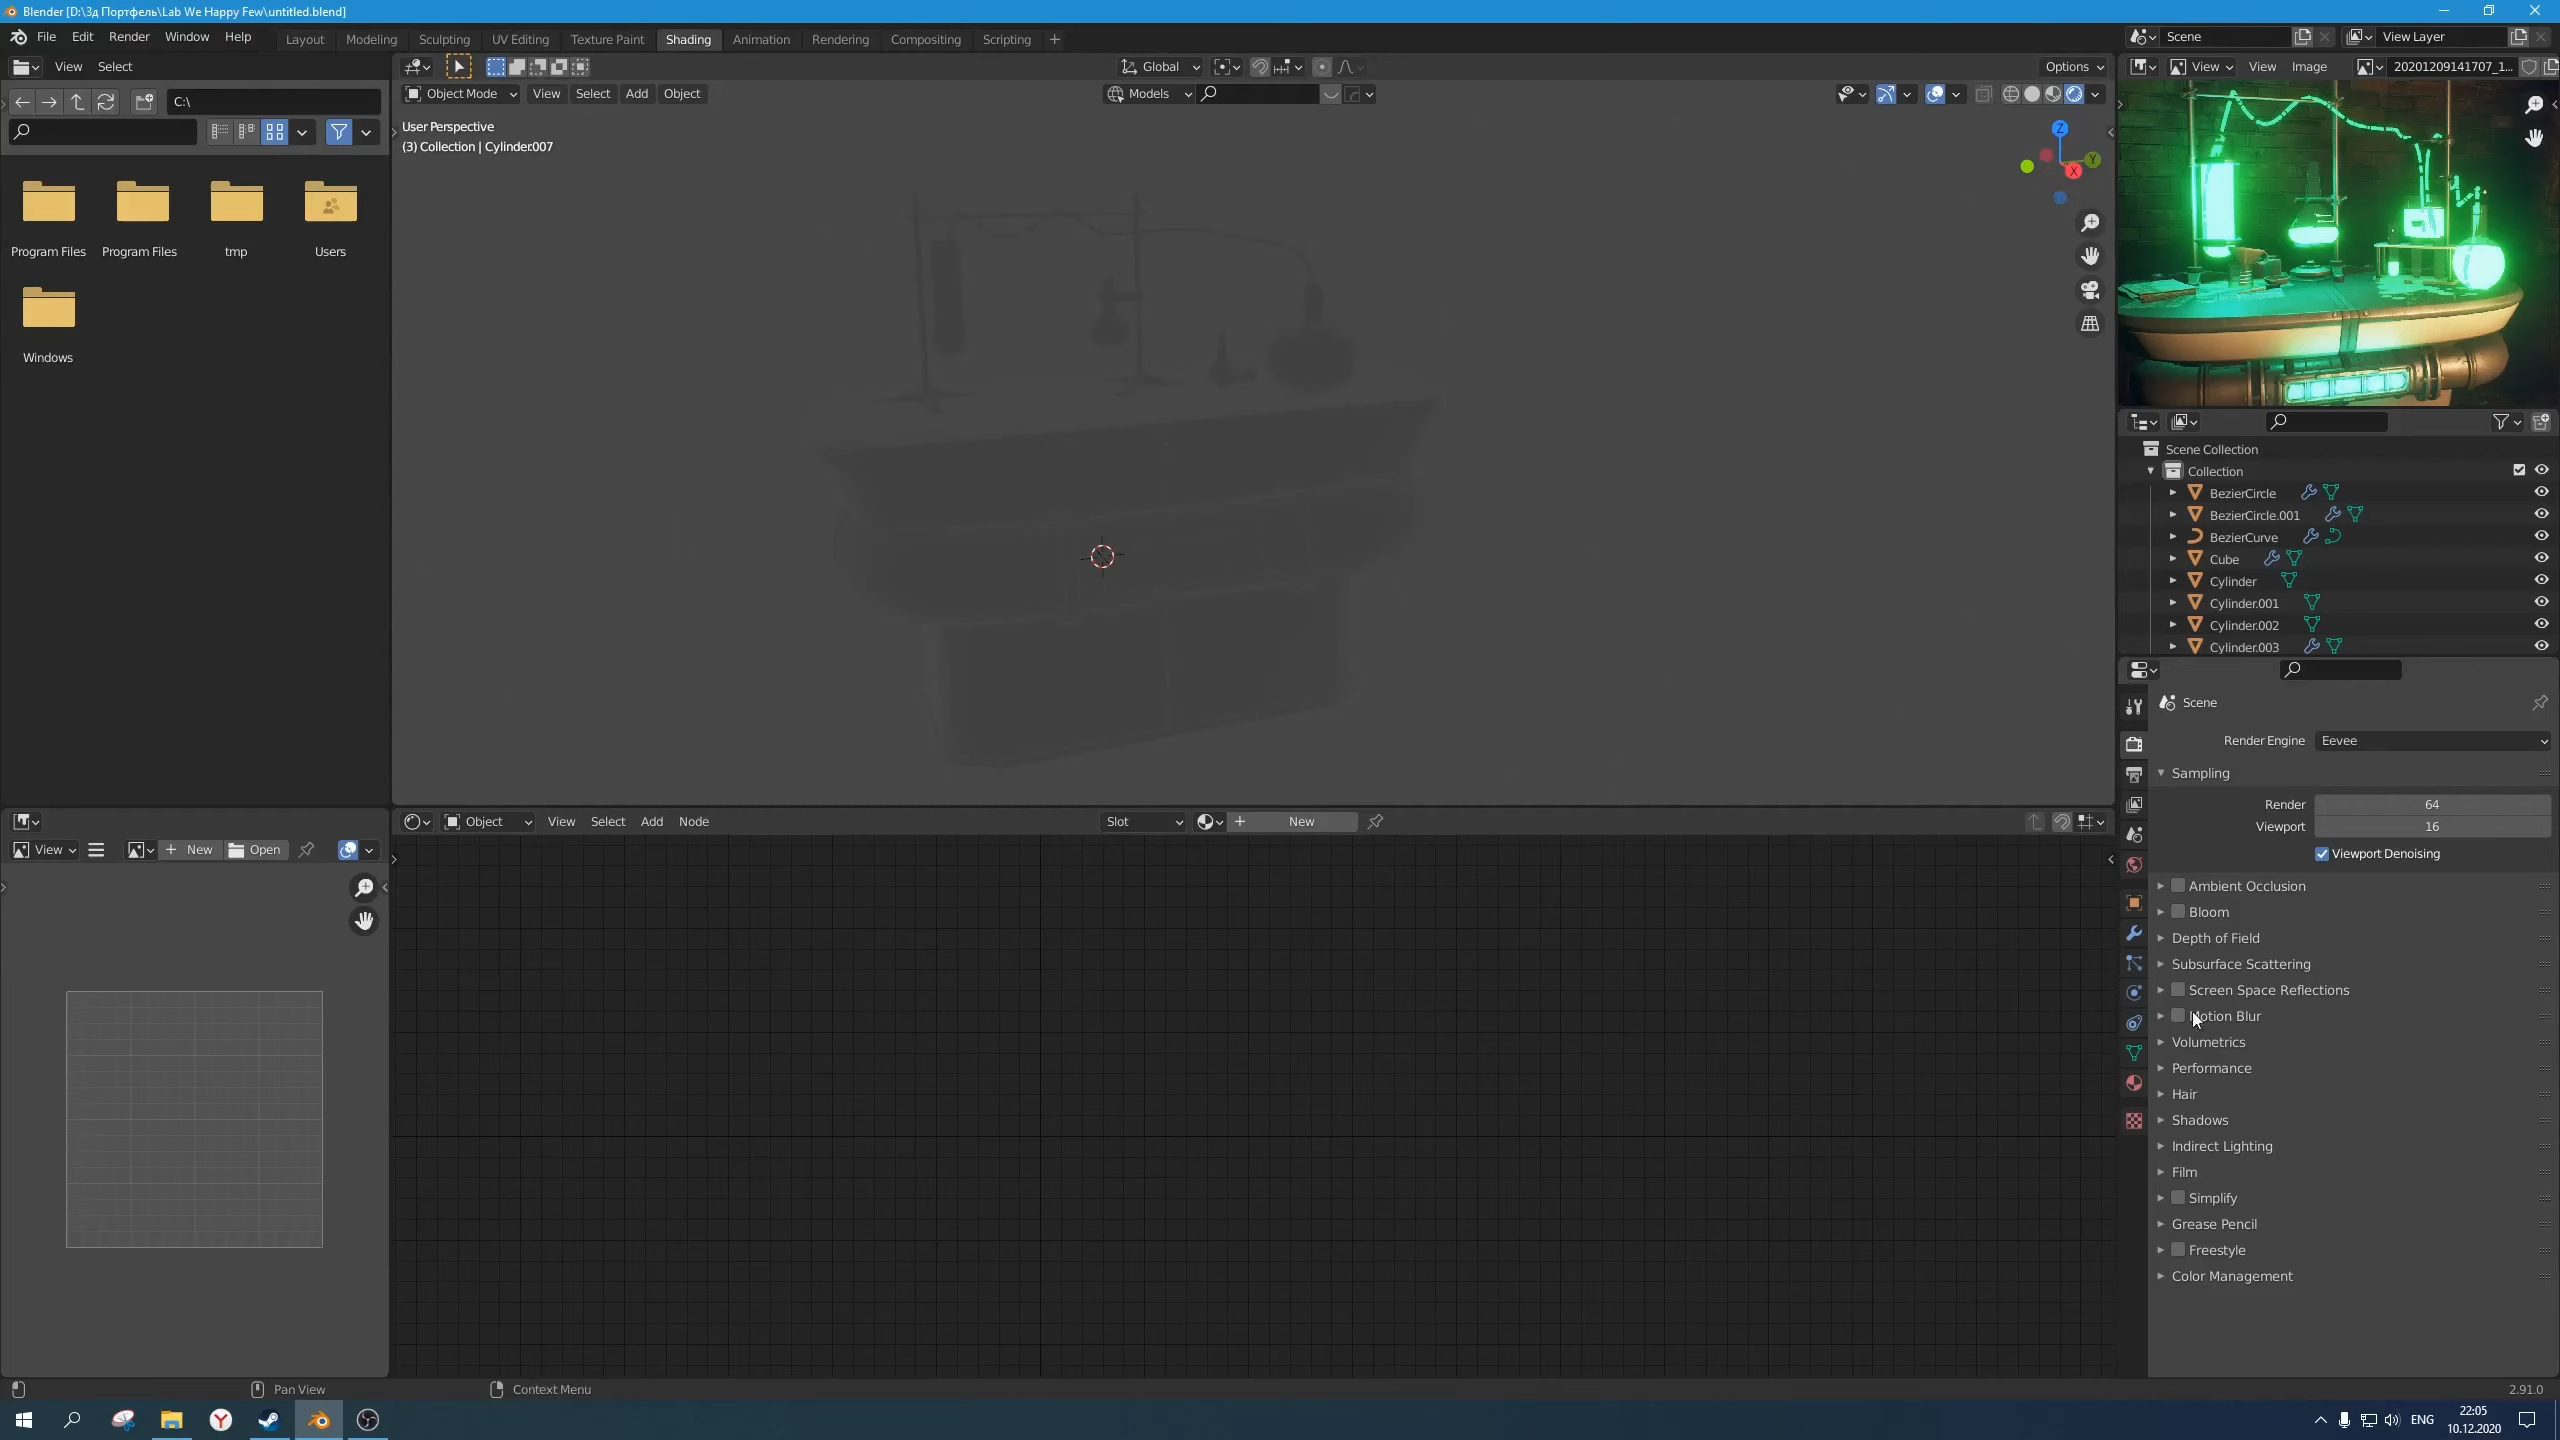 Blender [D:\3д Портфель\Lab We Happy Few\untitled.blend]
File Edit Render Window Help Layout Modeling Sculpting UV Editing Texture Paint Shading Animation Rendering Compositing Scripting Scene View Layer
View Select
Global Options
View View Image 20201209141707_1...
C:\
Object Mode View Select Add Object Models
User Perspective
(3) Collection | Cylinder.007
Z
Y
X
Program Files Program Files tmp Users
Windows
Scene Collection
Collection
BezierCircle
BezierCircle.001
BezierCurve
Cube
Cylinder
Cylinder.001
Cylinder.002
Cylinder.003
Scene
Render Engine Eevee
Sampling
Render 64
Viewport 16
Viewport Denoising
Ambient Occlusion
Bloom
Depth of Field
Subsurface Scattering
Screen Space Reflections
Motion Blur
Volumetrics
Performance
Hair
Shadows
Indirect Lighting
Film
Simplify
Grease Pencil
Freestyle
Color Management
Object View Select Add Node Slot New
View New Open
Pan View Context Menu 2.91.0
ENG 22:05
10.12.2020